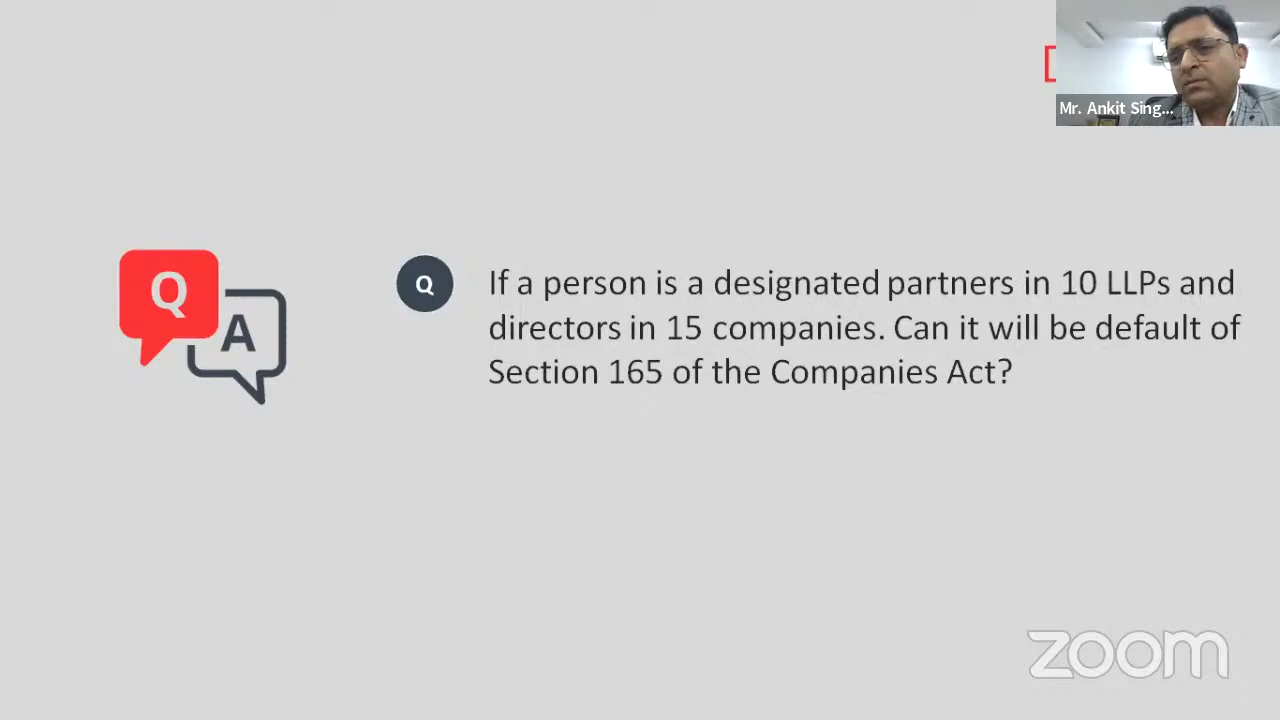 Mr. Ankit Sing...
Q
A
Q
If a person is a designated partners in 10 LLPs and
directors in 15 companies. Can it will be default of
Section 165 of the Companies Act?
zoom